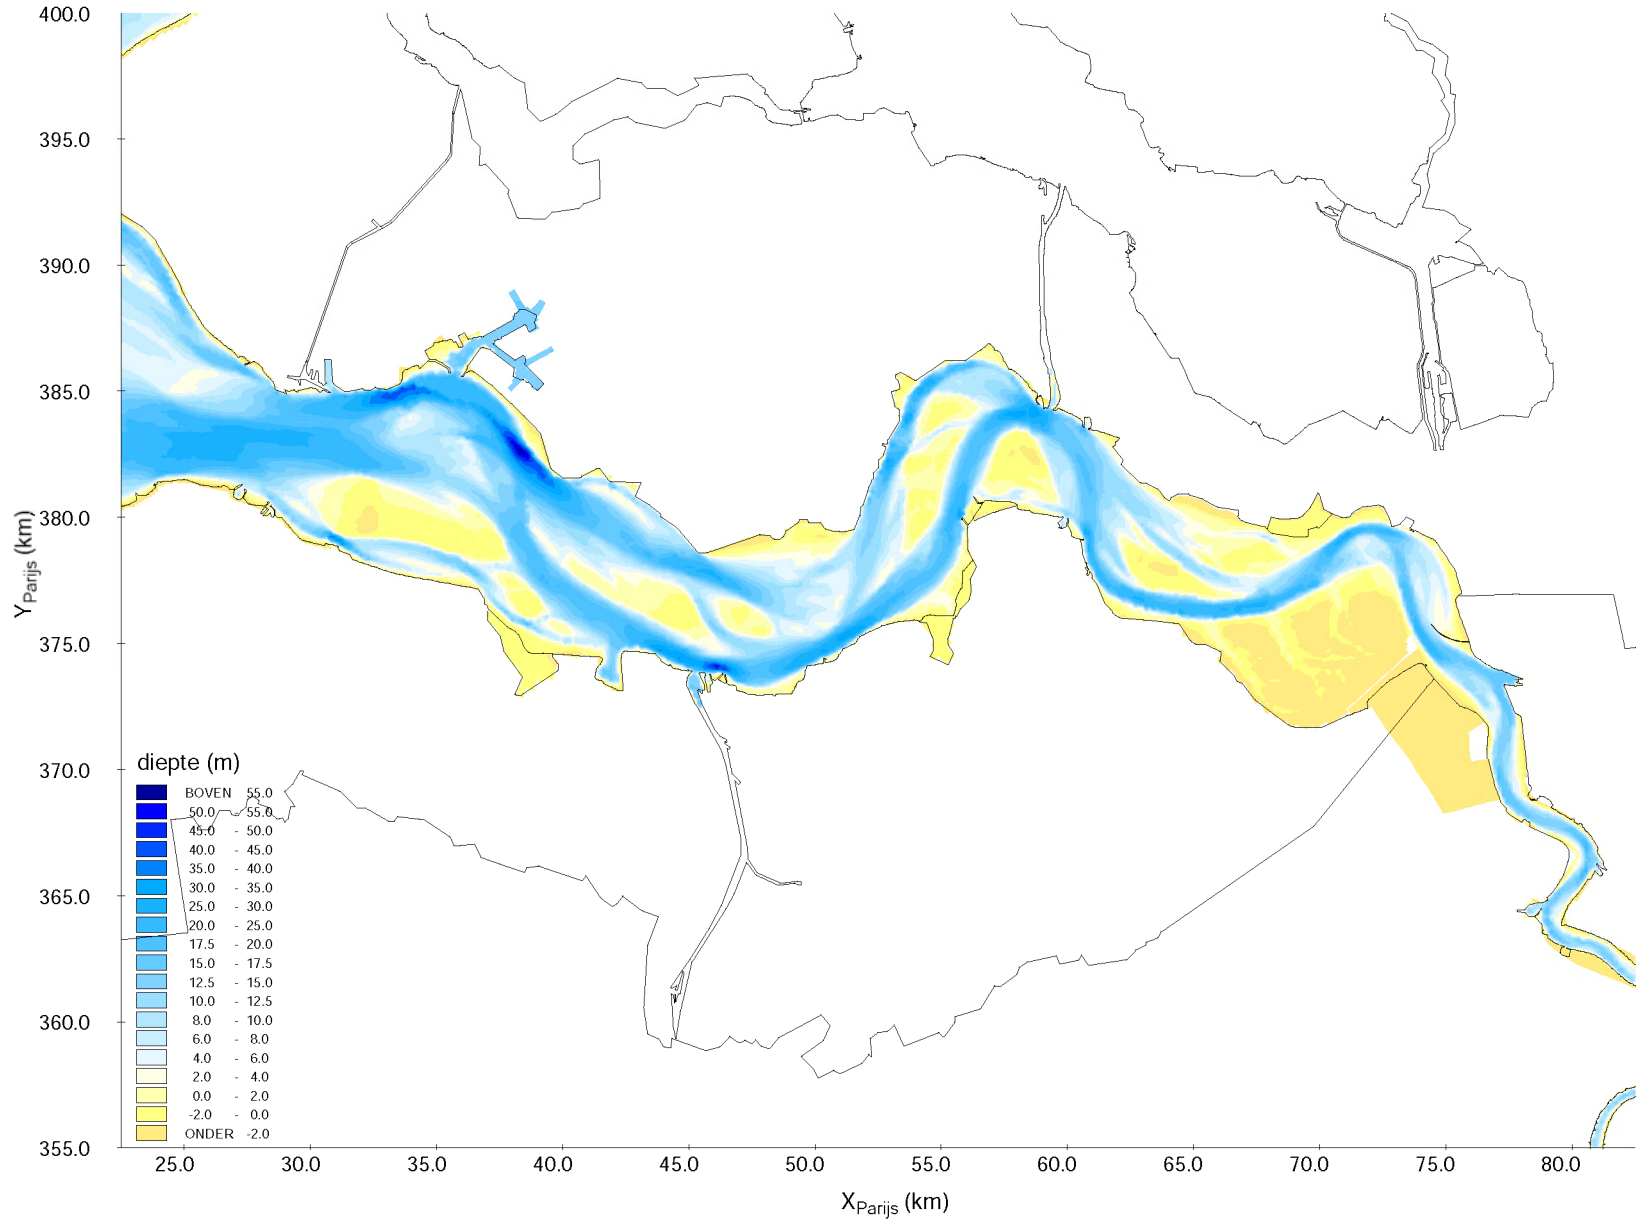 400.0
395.0
390.0
385.0
380.0
375.0
370.0
365.0
360.0
355.0
Y Parijs (km)
diepte (m)
BOVEN 55.0
50.0 - 55.0
45.0 - 50.0
40.0 - 45.0
35.0 - 40.0
30.0 - 35.0
25.0 - 30.0
20.0 - 25.0
17.5 - 20.0
15.0 - 17.5
12.5 - 15.0
10.0 - 12.5
8.0 - 10.0
6.0 - 8.0
4.0 - 6.0
2.0 - 4.0
0.0 - 2.0
-2.0 - 0.0
ONDER -2.0
25.0 30.0 35.0 40.0 45.0 50.0 55.0 60.0 65.0 70.0 75.0 80.0
X Parijs (km)